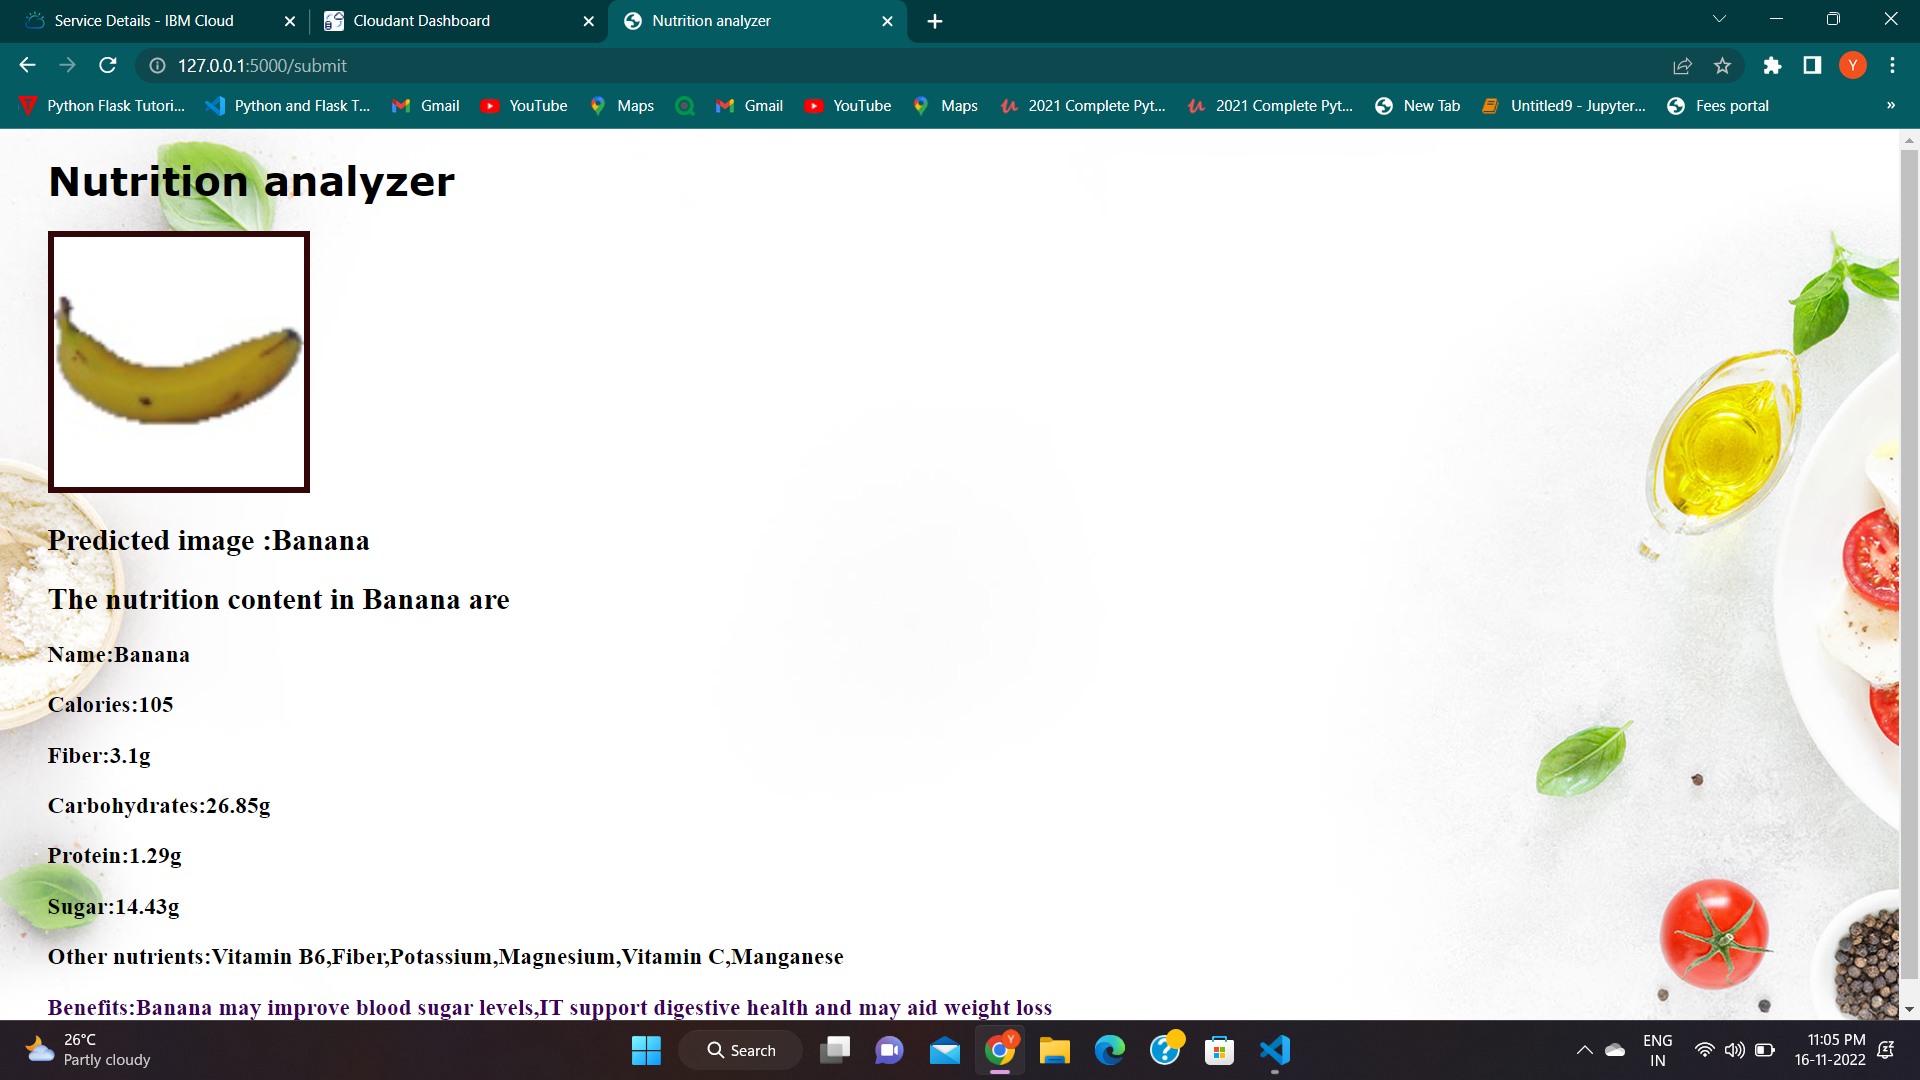 Service Details - IBM Cloud
Cloudant Dashboard
Nutrition analyzer
127.0.0.1:5000/submit
Y
Python Flask Tutori...
Python and Flask T...
Gmail
YouTube
Maps
Gmail
YouTube
Maps
2021 Complete Pyt...
2021 Complete Pyt...
New Tab
Untitled9 - Jupyter...
Fees portal
»
Nutrition analyzer
Predicted image :Banana
The nutrition content in Banana are
Name:Banana
Calories:105
Fiber:3.1g
Carbohydrates:26.85g
Protein:1.29g
Sugar:14.43g
Other nutrients:Vitamin B6,Fiber,Potassium,Magnesium,Vitamin C,Manganese
Benefits:Banana may improve blood sugar levels,IT support digestive health and may aid weight loss
26°C
Partly cloudy
Search
Y
ENG
IN
11:05 PM
16-11-2022